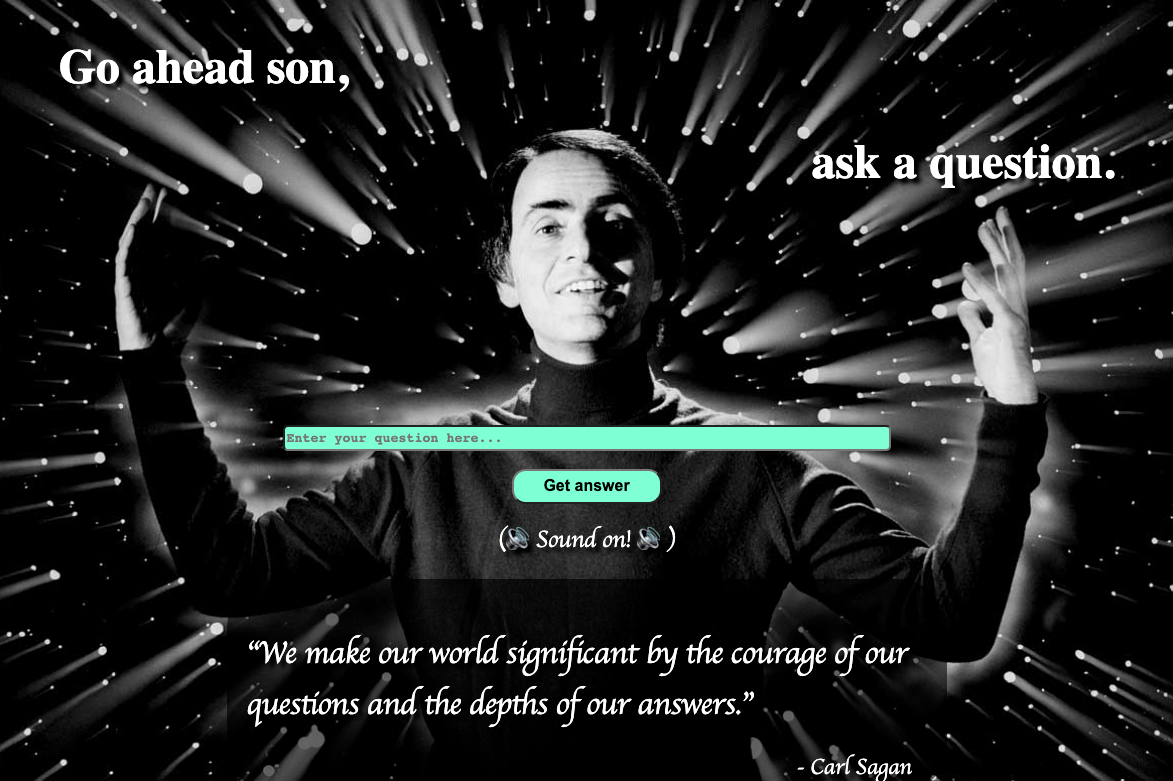 Go ahead son,
ask a question.
Enter your question here...
Get answer
(🔊 Sound on! 🔊 )
“We make our world significant by the courage of our
questions and the depths of our answers.”
- Carl Sagan